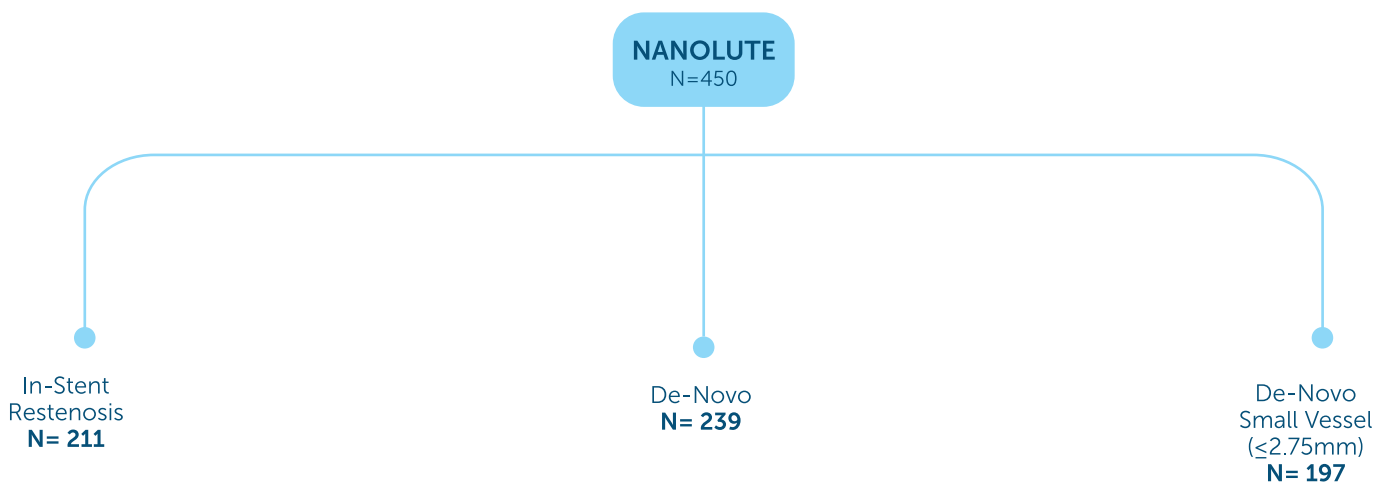 NANOLUTE
N=450
In-Stent
Restenosis
N= 211
De-Novo
N= 239
De-Novo
Small Vessel
(≤2.75mm)
N= 197